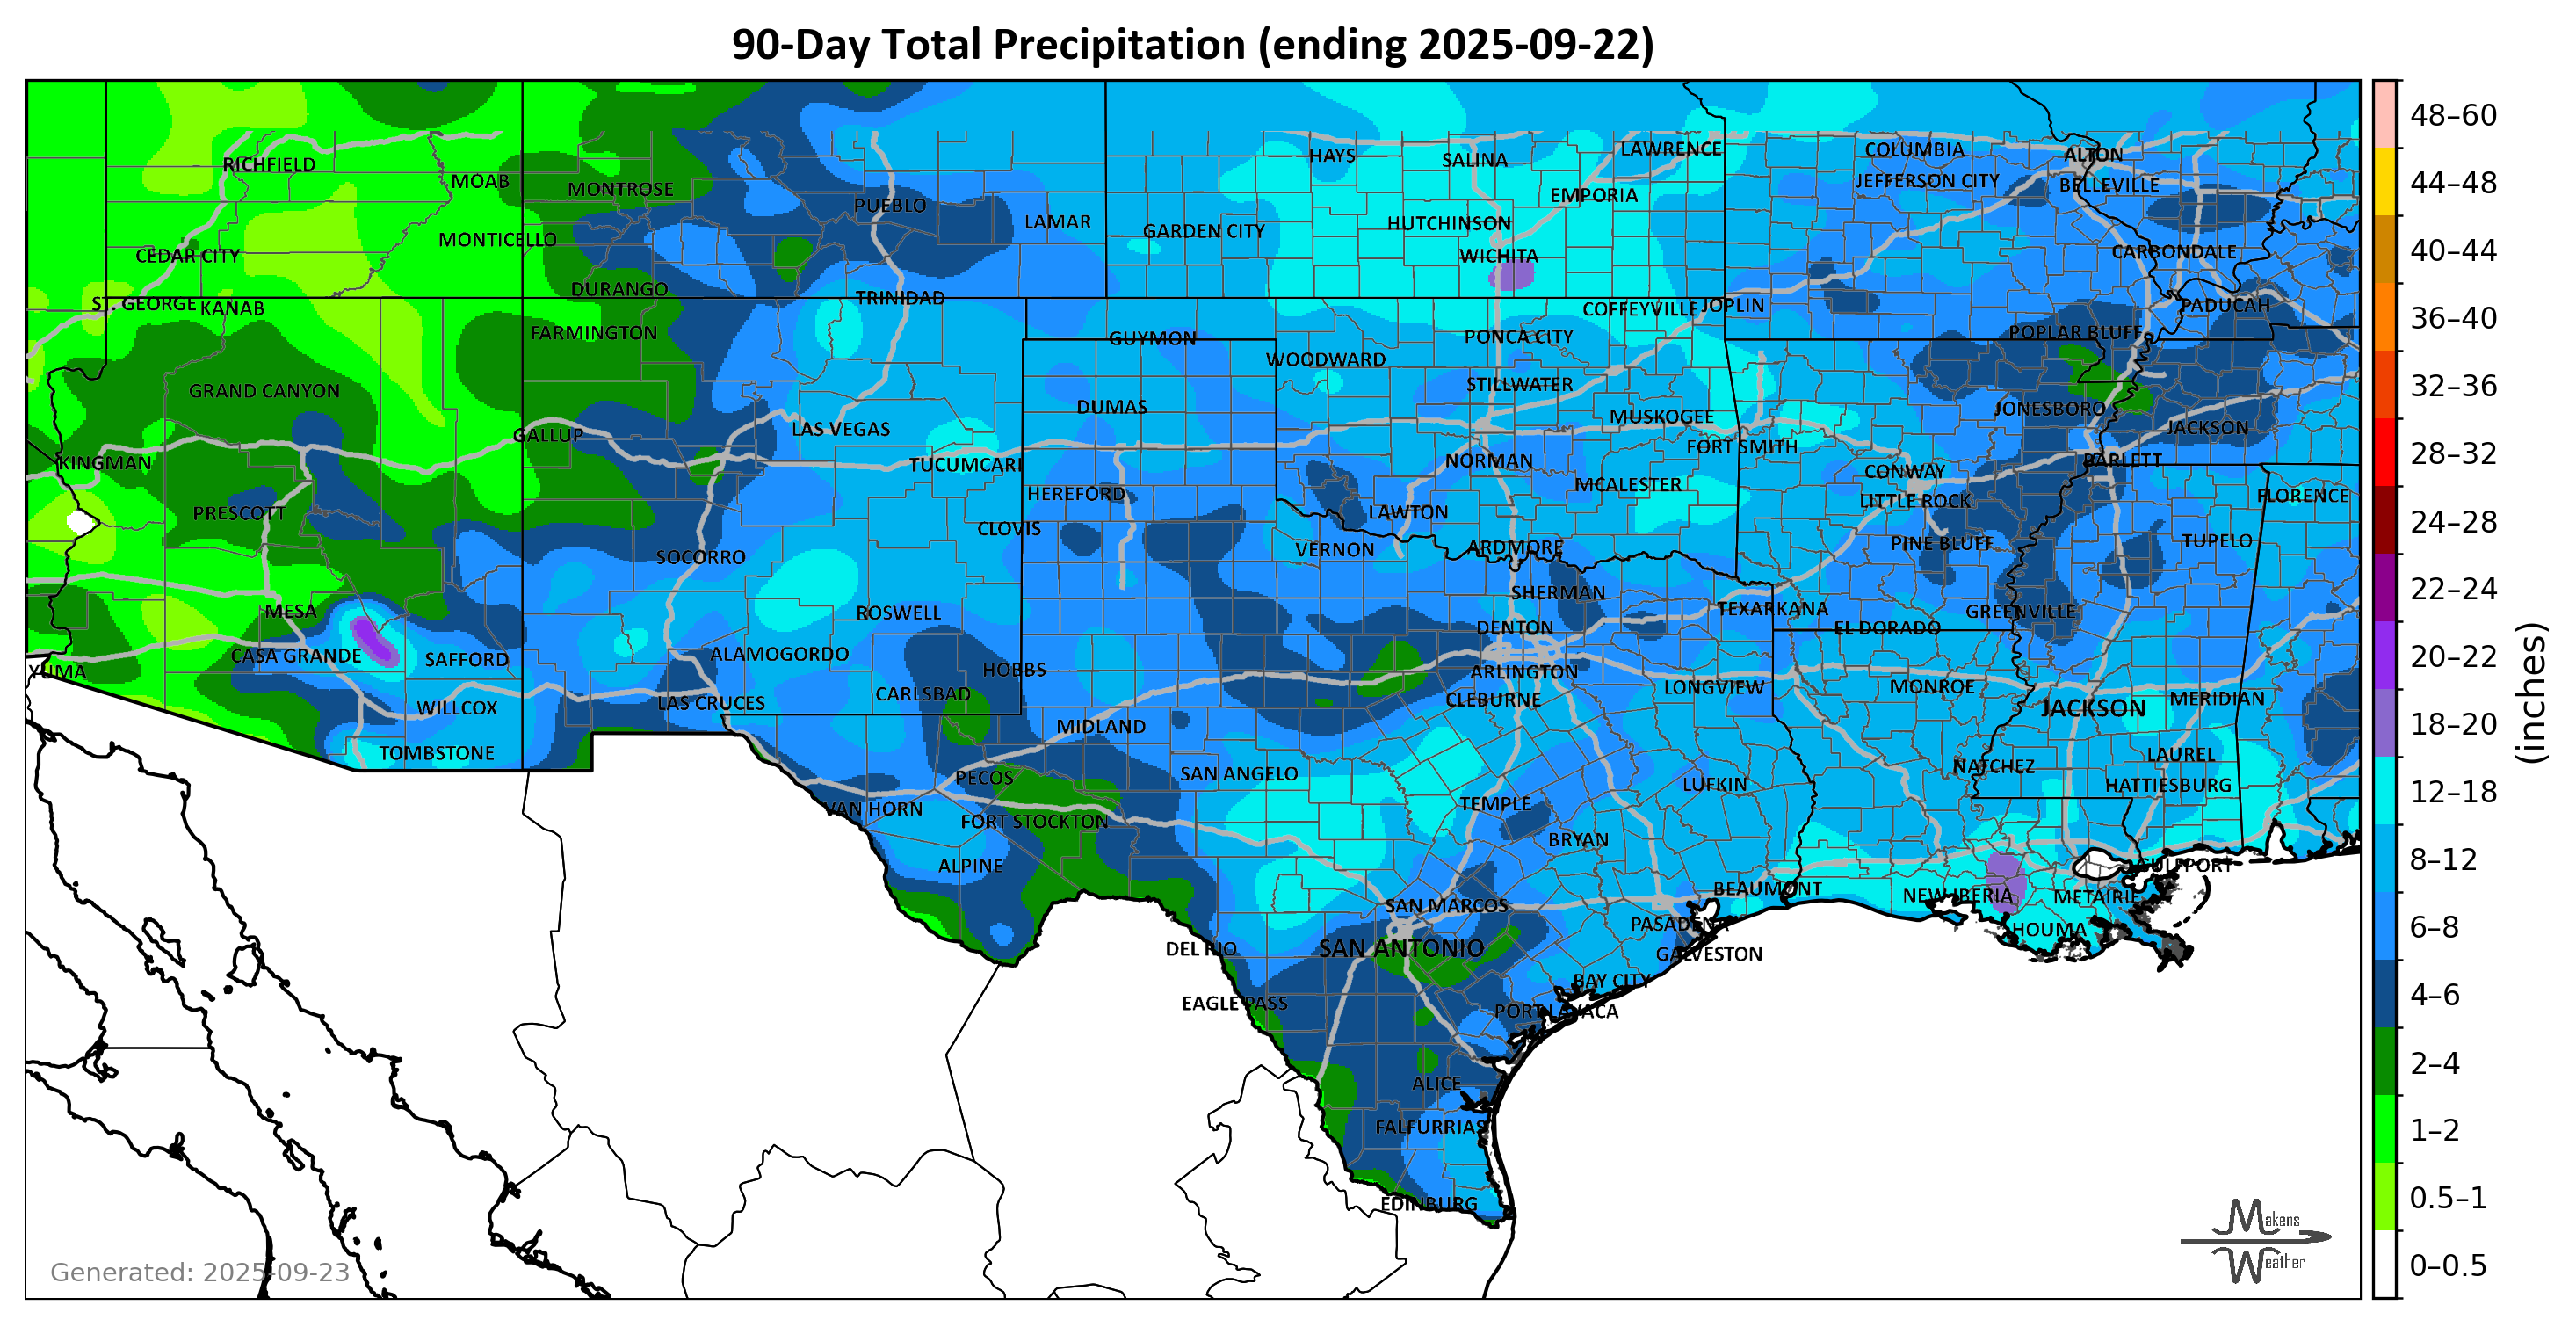 90-Day Total Precipitation (ending 2025-09-22)
HAYS
SALINA
LAWRENCE
COLUMBIA
ALTON
RICHFIELD
MOAB
MONTROSE
EMPORIA
JEFFERSON CITY
BELLEVILLE
PUEBLO
LAMAR
GARDEN CITY
HUTCHINSON
MONTICELLO
CEDAR CITY
WICHITA
CARBONDALE
DURANGO
TRINIDAD
ST. GEORGE
KANAB
COFFEYVILLE
JOPLIN
PADUCAH
FARMINGTON
GUYMON
PONCA CITY
POPLAR BLUFF
WOODWARD
GRAND CANYON
STILLWATER
DUMAS
MUSKOGEE
JONESBORO
GALLUP
LAS VEGAS
JACKSON
KINGMAN
TUCUMCARI
NORMAN
FORT SMITH
BARLETT
CONWAY
HEREFORD
MCALESTER
LITTLE ROCK
FLORENCE
PRESCOTT
CLOVIS
LAWTON
SOCORRO
VERNON
ARDMORE
PINE BLUFF
TUPELO
MESA
ROSWELL
SHERMAN
TEXARKANA
GREENVILLE
DENTON
EL DORADO
CASA GRANDE
SAFFORD
ALAMOGORDO
YUMA
HOBBS
ARLINGTON
WILLCOX
LAS CRUCES
CARLSBAD
CLEBURNE
LONGVIEW
MONROE
JACKSON
MERIDIAN
TOMBSTONE
MIDLAND
LAUREL
PECOS
SAN ANGELO
LUFKIN
NATCHEZ
HATTIESBURG
VAN HORN
FORT STOCKTON
TEMPLE
BRYAN
ALPINE
GULFPORT
SAN MARCOS
BEAUMONT
NEW IBERIA
METAIRIE
DEL RIO
SAN ANTONIO
PASADENA
HOUMA
GALVESTON
EAGLE PASS
BAY CITY
PORT LAVACA
ALICE
FALFURRIAS
EDINBURG
48–60
44–48
40–44
36–40
32–36
28–32
24–28
22–24
20–22
18–20
12–18
8–12
6–8
4–6
2–4
1–2
0.5–1
0–0.5
(inches)
Makens
Weather
Generated: 2025-09-23